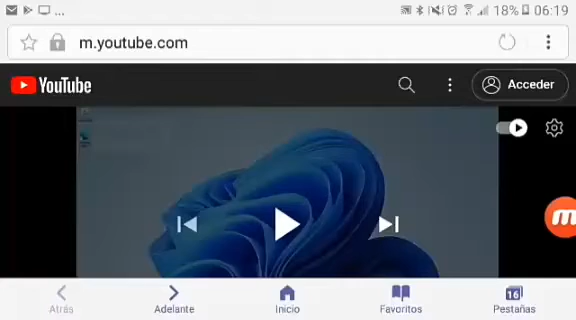 ... 18% 06:19
m.youtube.com
YouTube
Acceder
Atrás Adelante Inicio Favoritos 16 Pestañas